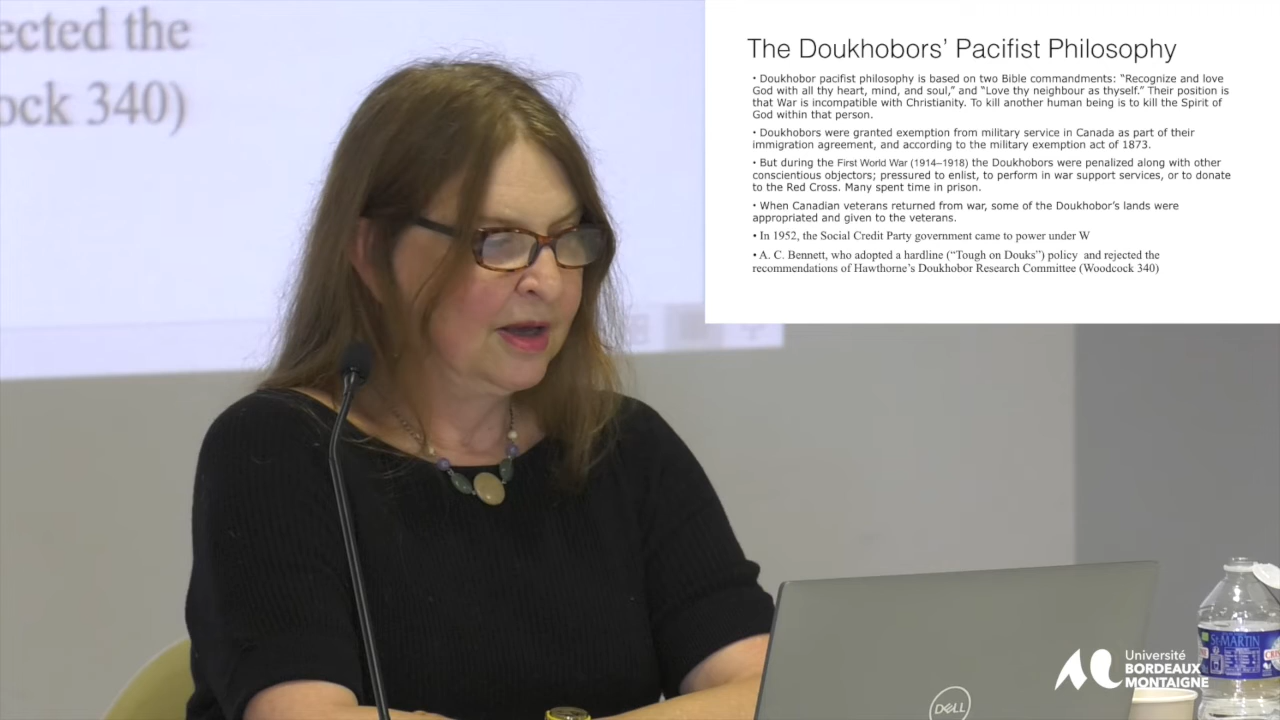 ected the
ock 340)
The Doukhobors' Pacifist Philosophy
• Doukhobor pacifist philosophy is based on two Bible commandments: "Recognize and love
God with all thy heart, mind, and soul," and "Love thy neighbour as thyself." Their position is
that War is incompatible with Christianity. To kill another human being is to kill the Spirit of
God within that person.
• Doukhobors were granted exemption from military service in Canada as part of their
immigration agreement, and according to the military exemption act of 1873.
• But during the First World War (1914–1918) the Doukhobors were penalized along with other
conscientious objectors; pressured to enlist, to perform in war support services, or to donate
to the Red Cross. Many spent time in prison.
• When Canadian veterans returned from war, some of the Doukhobor's lands were
appropriated and given to the veterans.
• In 1952, the Social Credit Party government came to power under W
• A. C. Bennett, who adopted a hardline ("Tough on Douks") policy and rejected the
recommendations of Hawthorne's Doukhobor Research Committee (Woodcock 340)
DELL
Université
BORDEAUX
MONTAIGNE
ST-MARTIN